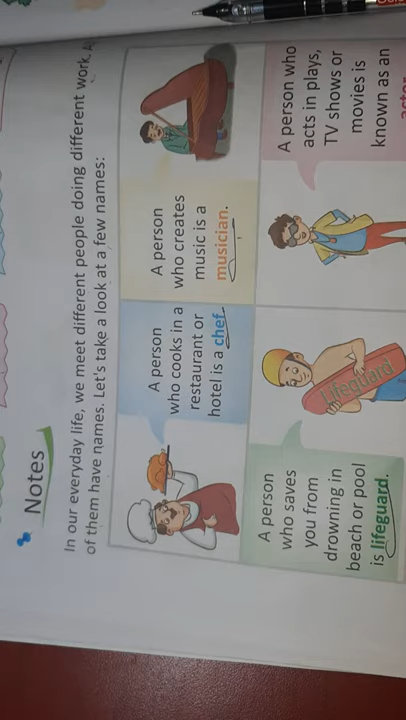 Notes
In our everyday life, we meet different people doing different work. A
of them have names. Let's take a look at a few names:
A person
who cooks in a
restaurant or
hotel is a chef.
A person
who creates
music is a
musician.
A person
who saves
you from
drowning in
beach or pool
is lifeguard.
Lifeguard
A person who
acts in plays,
TV shows or
movies is
known as an
actor